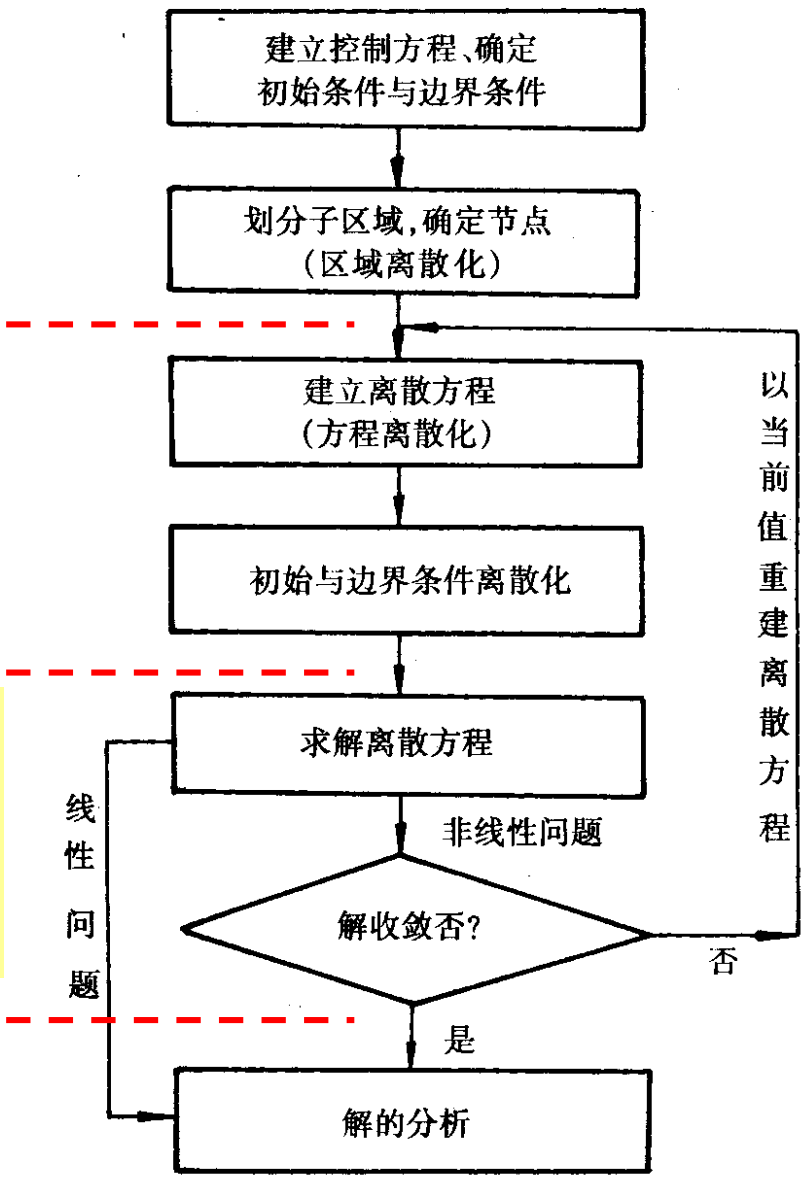 建立控制方程、确定
初始条件与边界条件
划分子区域,确定节点
(区域离散化)
建立离散方程
(方程离散化)
初始与边界条件离散化
求解离散方程
非线性问题
解收敛否?
否
是
解的分析
线性问题
以当前值重建离散方程